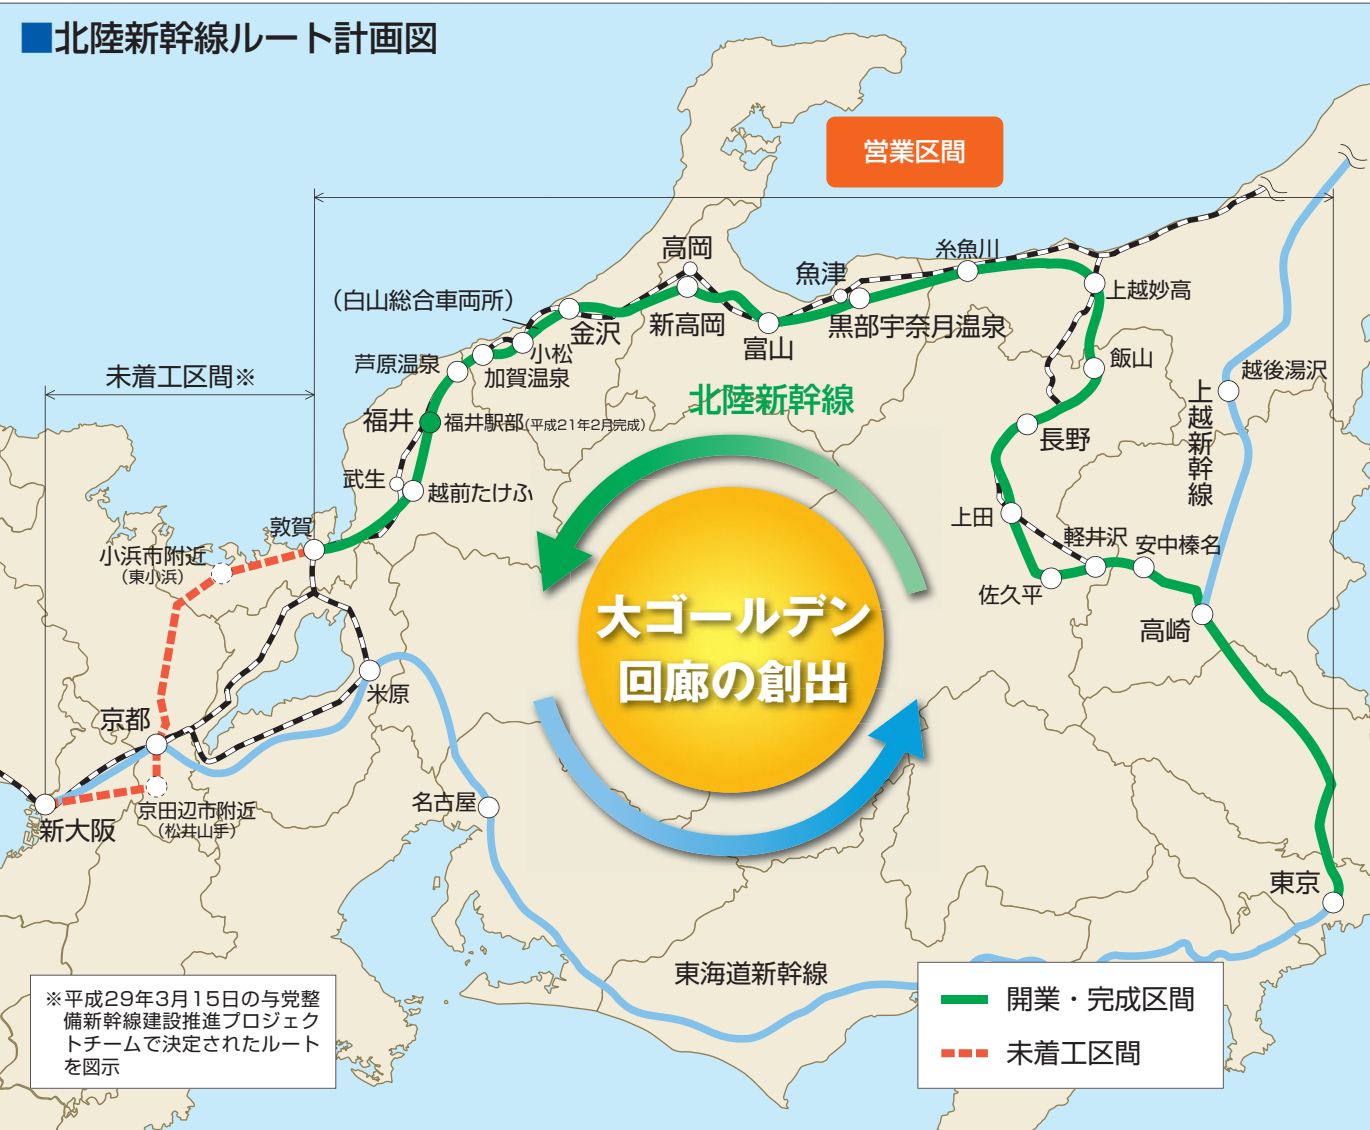 ■北陸新幹線ルート計画図
営業区間
未着工区間※
高岡
糸魚川
魚津
(白山総合車両所)
上越妙高
金沢
新高岡
黒部宇奈月温泉
富山
小松
芦原温泉
加賀温泉
飯山
越後湯沢
北陸新幹線
上越新幹線
福井
福井駅部(平成21年2月完成)
長野
武生
越前たけふ
上田
敦賀
軽井沢
安中榛名
小浜市附近
(東小浜)
佐久平
高崎
大ゴールデン
回廊の創出
米原
京都
名古屋
京田辺市附近
(松井山手)
新大阪
東京
東海道新幹線
※平成29年3月15日の与党整
備新幹線建設推進プロジェク
トチームで決定されたルート
を図示
開業・完成区間
未着工区間